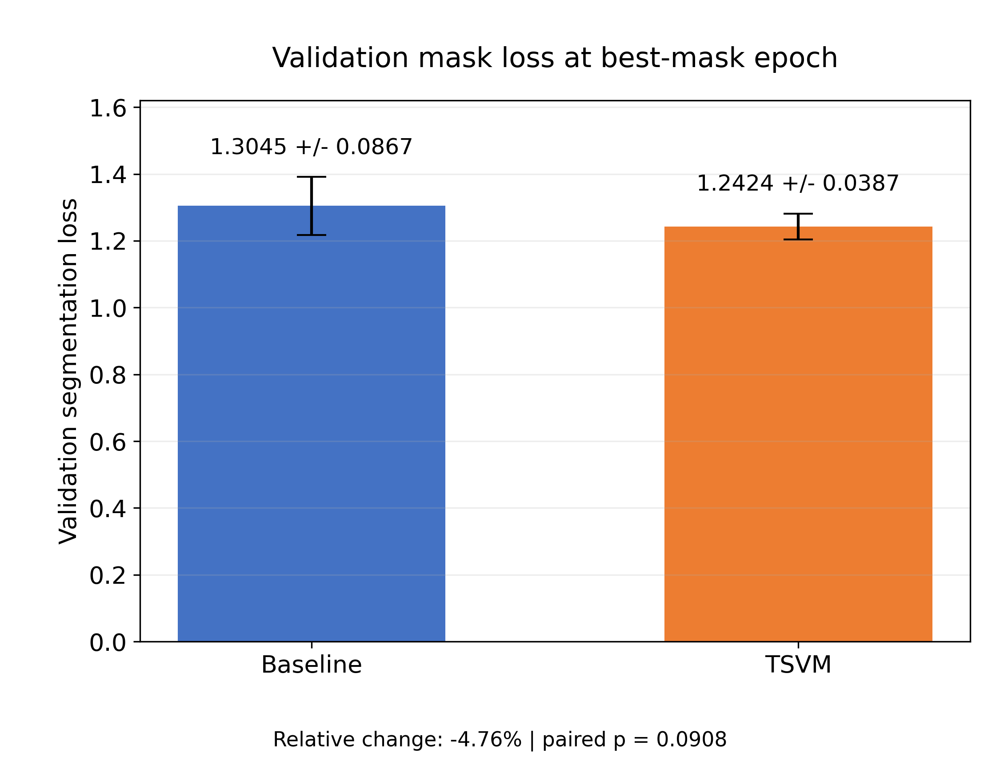 Validation mask loss at best-mask epoch
1.6
1.3045 +/- 0.0867
1.4
1.2424 +/- 0.0387
1.2
1.0
0.8
0.6
0.4
0.2
0.0
Validation segmentation loss
Baseline
TSVM
Relative change: -4.76% | paired p = 0.0908